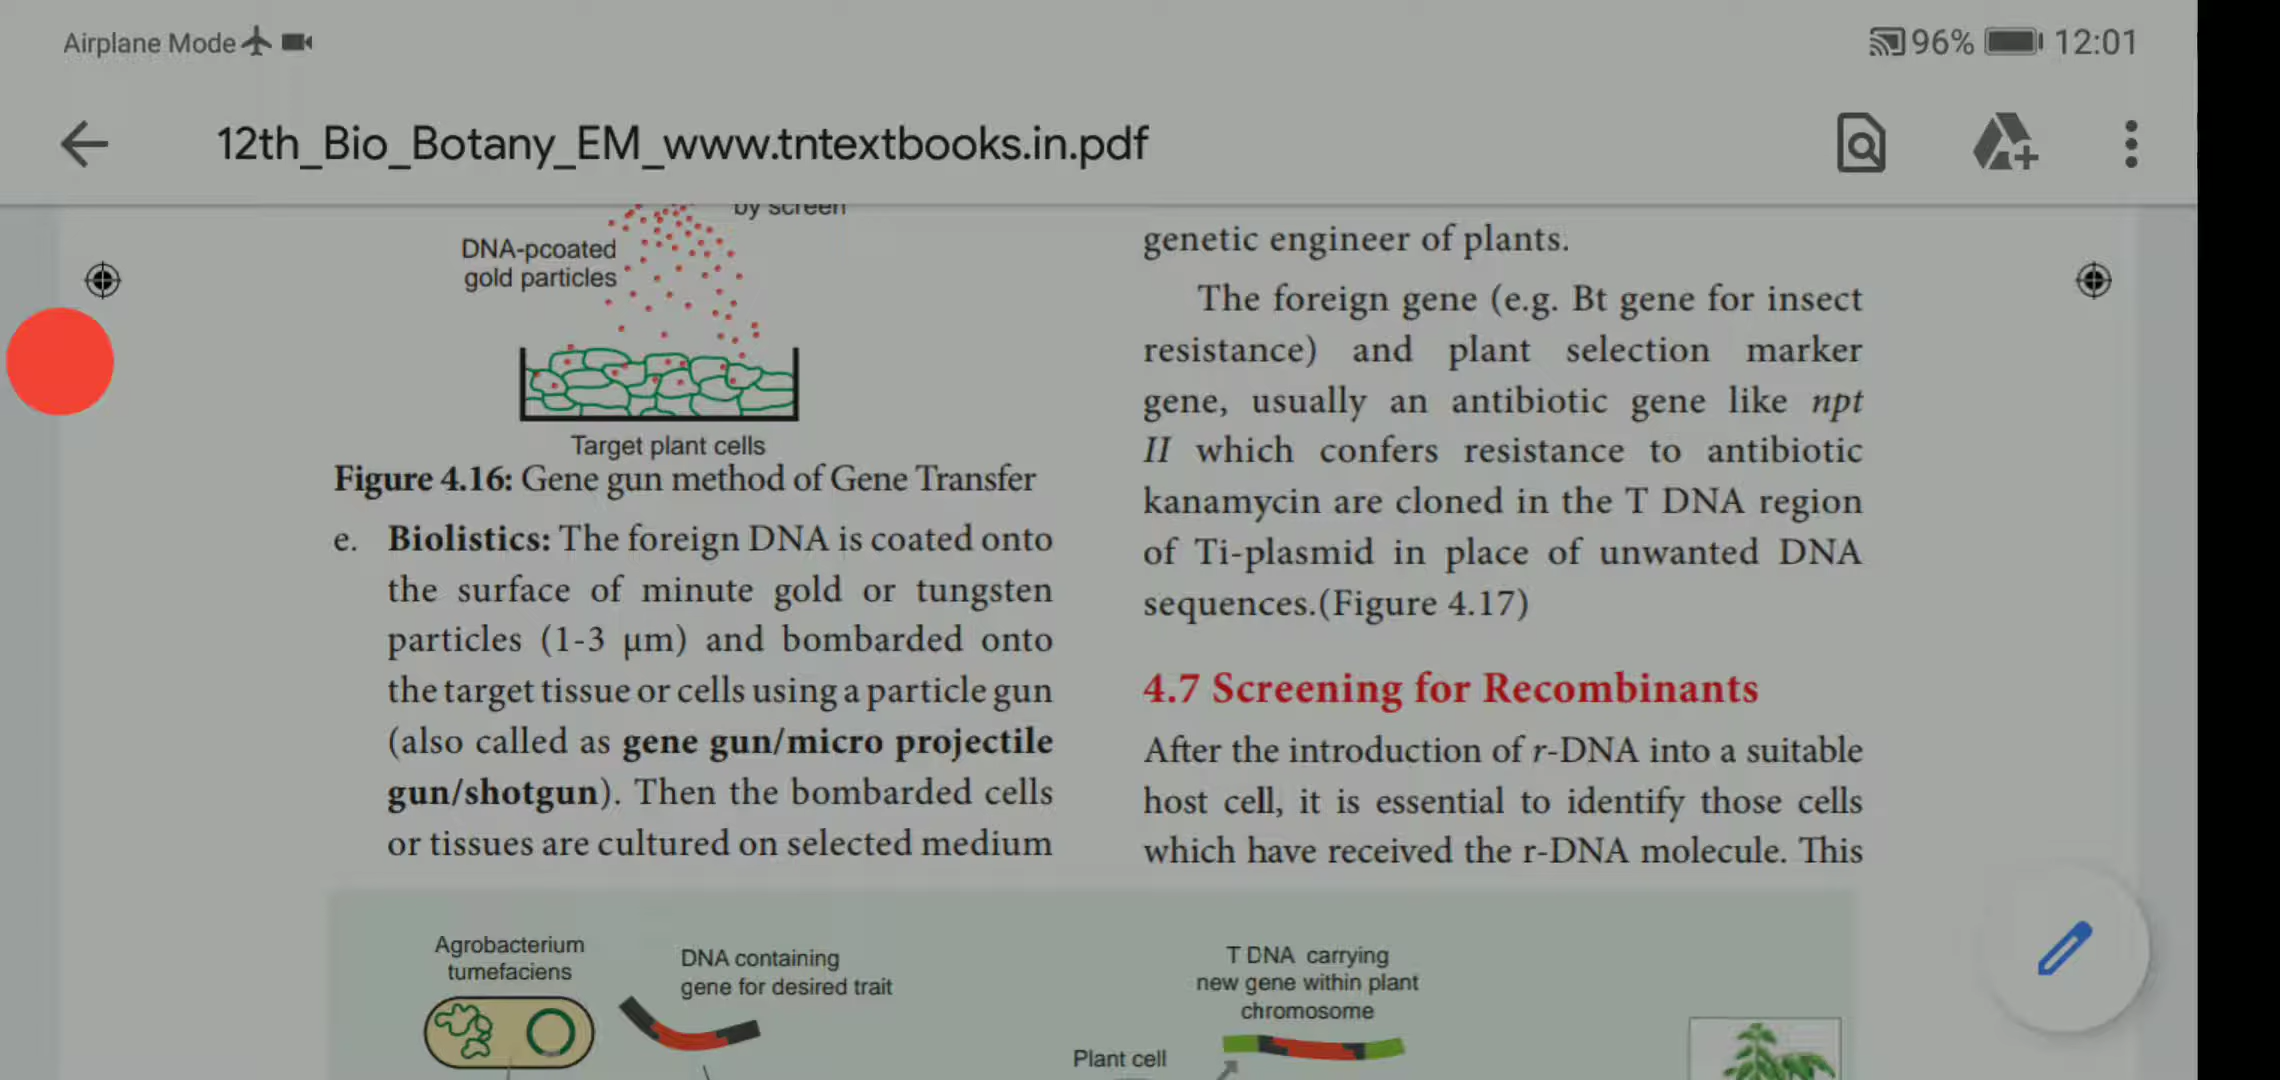 Airplane Mode
96% 12:01
12th_Bio_Botany_EM_www.tntextbooks.in.pdf
by screen
DNA-pcoated
gold particles
Target plant cells
Figure 4.16: Gene gun method of Gene Transfer
e. Biolistics: The foreign DNA is coated onto
the surface of minute gold or tungsten
particles (1-3 μm) and bombarded onto
the target tissue or cells using a particle gun
(also called as gene gun/micro projectile
gun/shotgun). Then the bombarded cells
or tissues are cultured on selected medium
genetic engineer of plants.
The foreign gene (e.g. Bt gene for insect
resistance) and plant selection marker
gene, usually an antibiotic gene like npt
II which confers resistance to antibiotic
kanamycin are cloned in the T DNA region
of Ti-plasmid in place of unwanted DNA
sequences.(Figure 4.17)
4.7 Screening for Recombinants
After the introduction of r-DNA into a suitable
host cell, it is essential to identify those cells
which have received the r-DNA molecule. This
Agrobacterium
tumefaciens
DNA containing
gene for desired trait
T DNA carrying
new gene within plant
chromosome
Plant cell